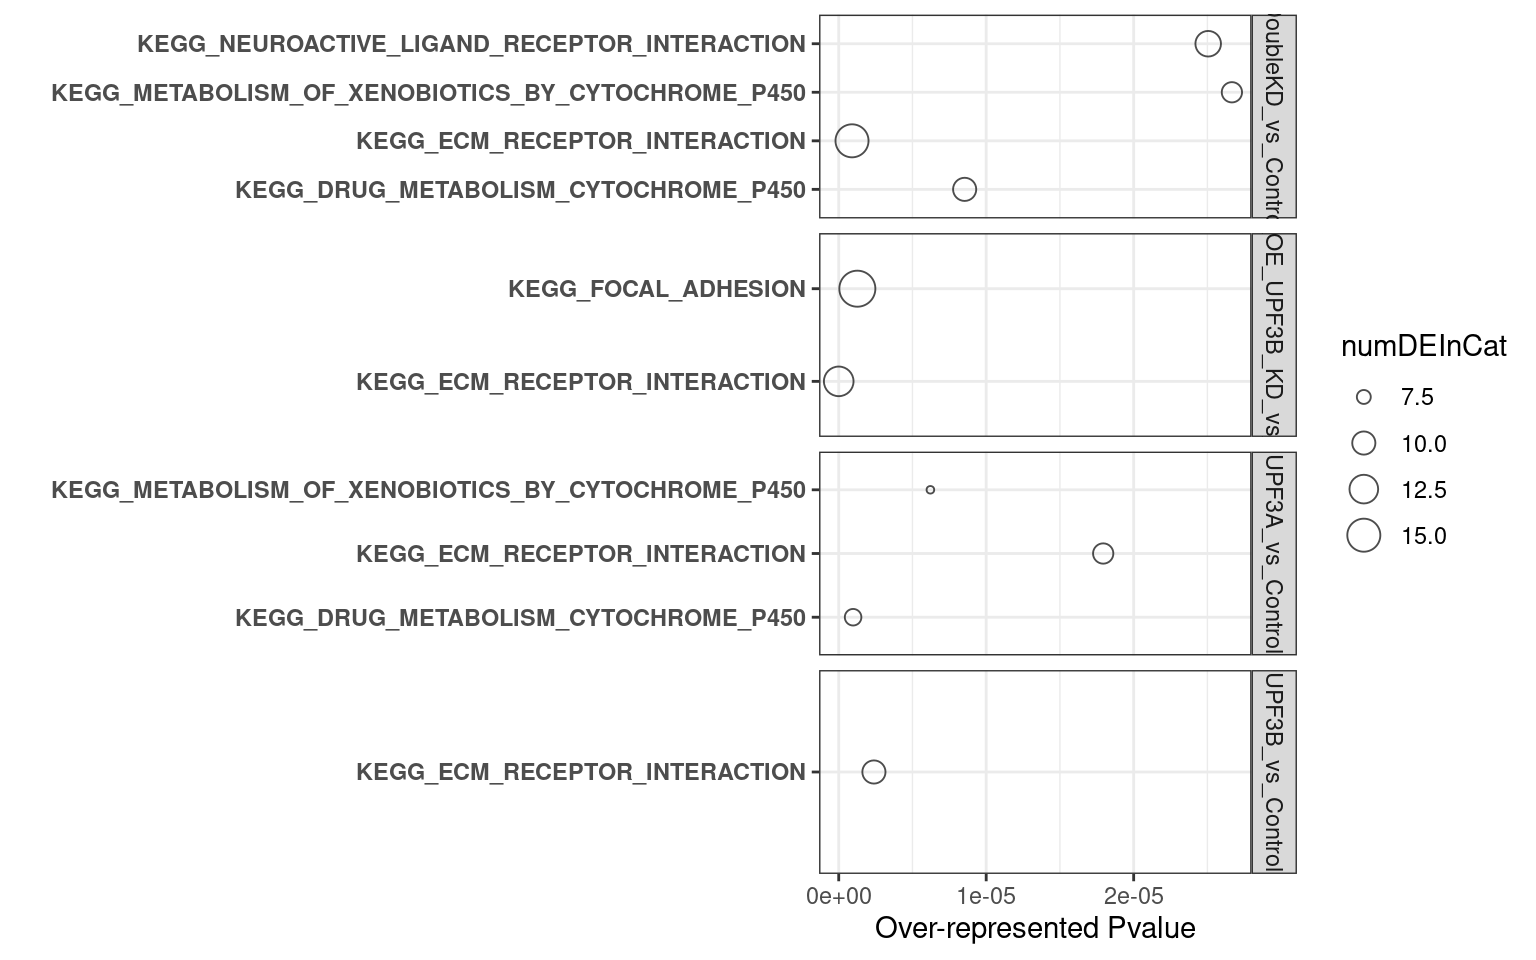 KEGG_NEUROACTIVE_LIGAND_RECEPTOR_INTERACTION
KEGG_METABOLISM_OF_XENOBIOTICS_BY_CYTOCHROME_P450
KEGG_ECM_RECEPTOR_INTERACTION
KEGG_DRUG_METABOLISM_CYTOCHROME_P450
oubleKD_vs_Contro
KEGG_FOCAL_ADHESION
KEGG_ECM_RECEPTOR_INTERACTION
OE_UPF3B_KD_vs
KEGG_METABOLISM_OF_XENOBIOTICS_BY_CYTOCHROME_P450
KEGG_ECM_RECEPTOR_INTERACTION
KEGG_DRUG_METABOLISM_CYTOCHROME_P450
UPF3A_vs_Control
KEGG_ECM_RECEPTOR_INTERACTION
UPF3B_vs_Control
0e+00 1e-05 2e-05
Over-represented Pvalue
numDEInCat
7.5
10.0
12.5
15.0